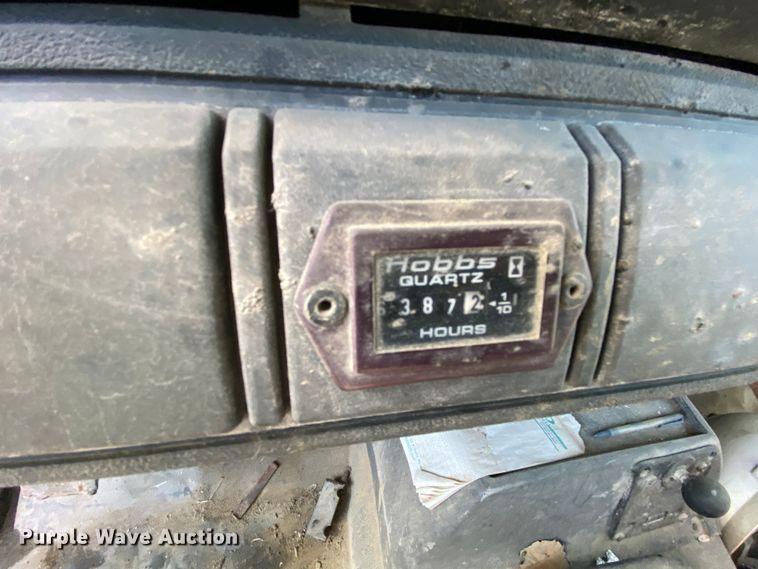 Hobbs
QUARTZ
3 8 7 2 ◄ 1/10
HOURS
Purple Wave Auction